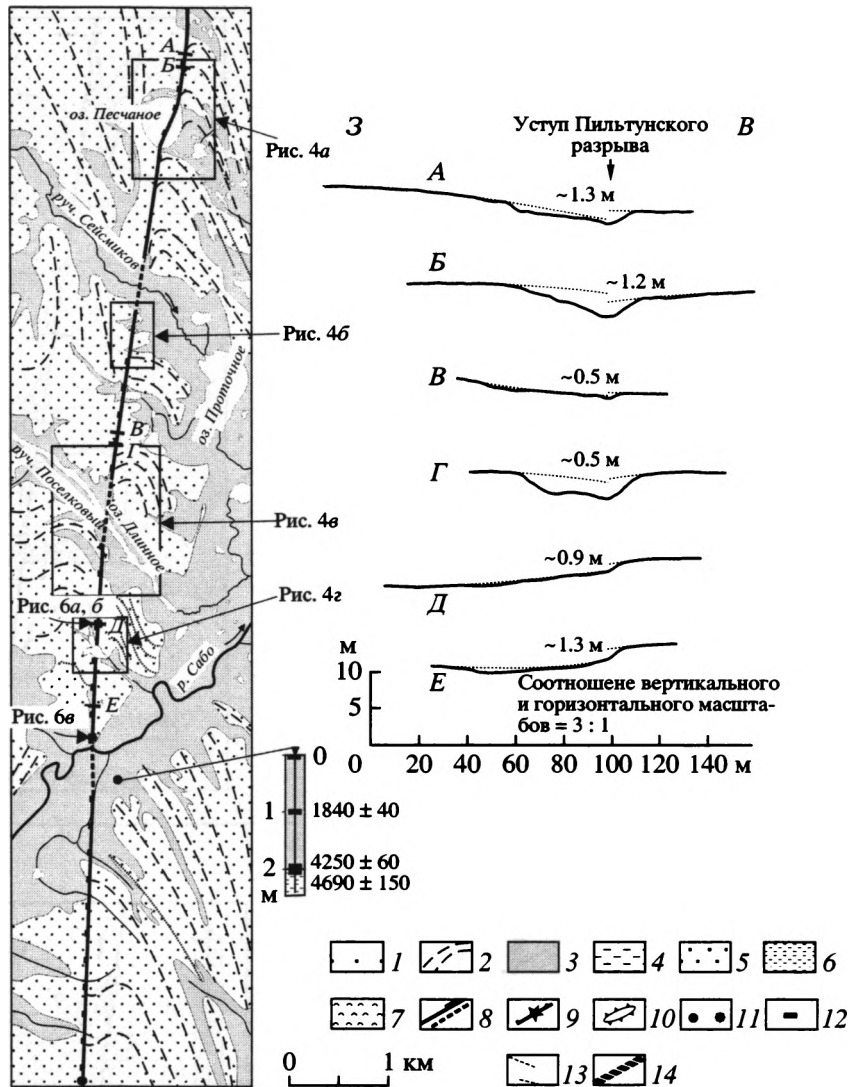 А
Б
оз. Песчаное
Рис. 4а
руч. Сейсмиков
Рис. 4б
оз. Проточное
В
Г
руч. Поселковый
оз. Длинное
Рис. 4в
Рис. 4г
Рис. 6а, б
Д
р. Сабо
Е
Рис. 6в
З
Уступ Пильтунского
разрыва
В
А
~1.3 м
Б
~1.2 м
В
~0.5 м
Г
~0.5 м
Д
~0.9 м
Е
~1.3 м
м
10
5
0
Соотношене вертикального
и горизонтального масшта-
бов = 3 : 1
20 40 60 80 100 120 140 м
0
1
1840 ± 40
2
4250 ± 60
м
4690 ± 150
1 2 3 4 5 6
7 8 9 10 11 12
13 14
0 1 км